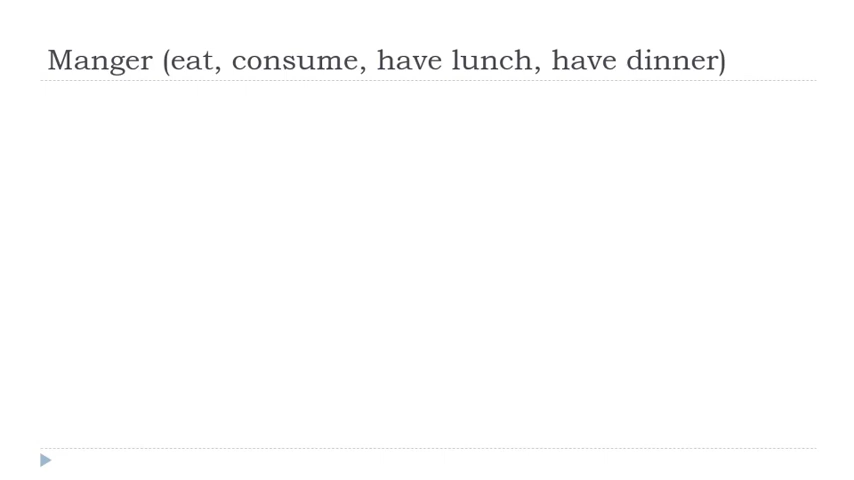 Manger (eat, consume, have lunch, have dinner)